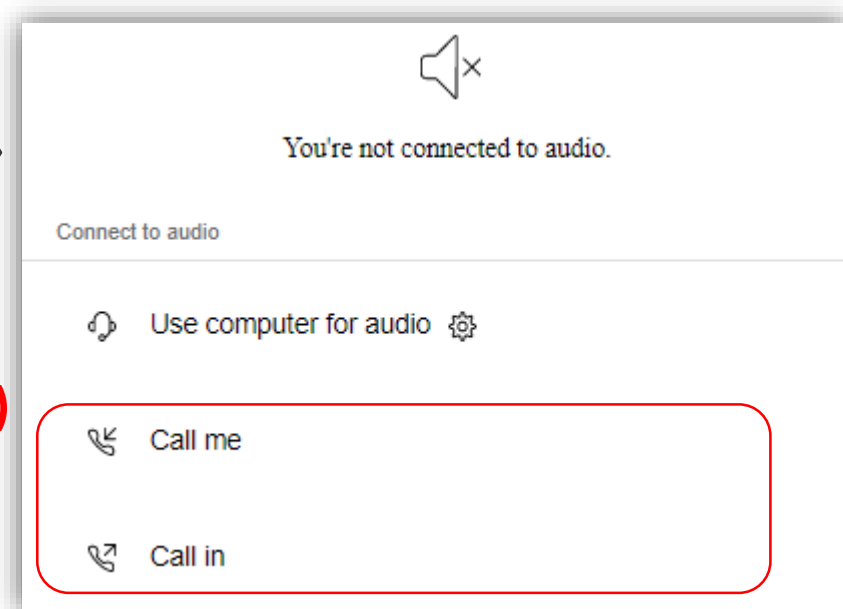 You're not connected to audio.
Connect to audio
Use computer for audio
Call me
Call in